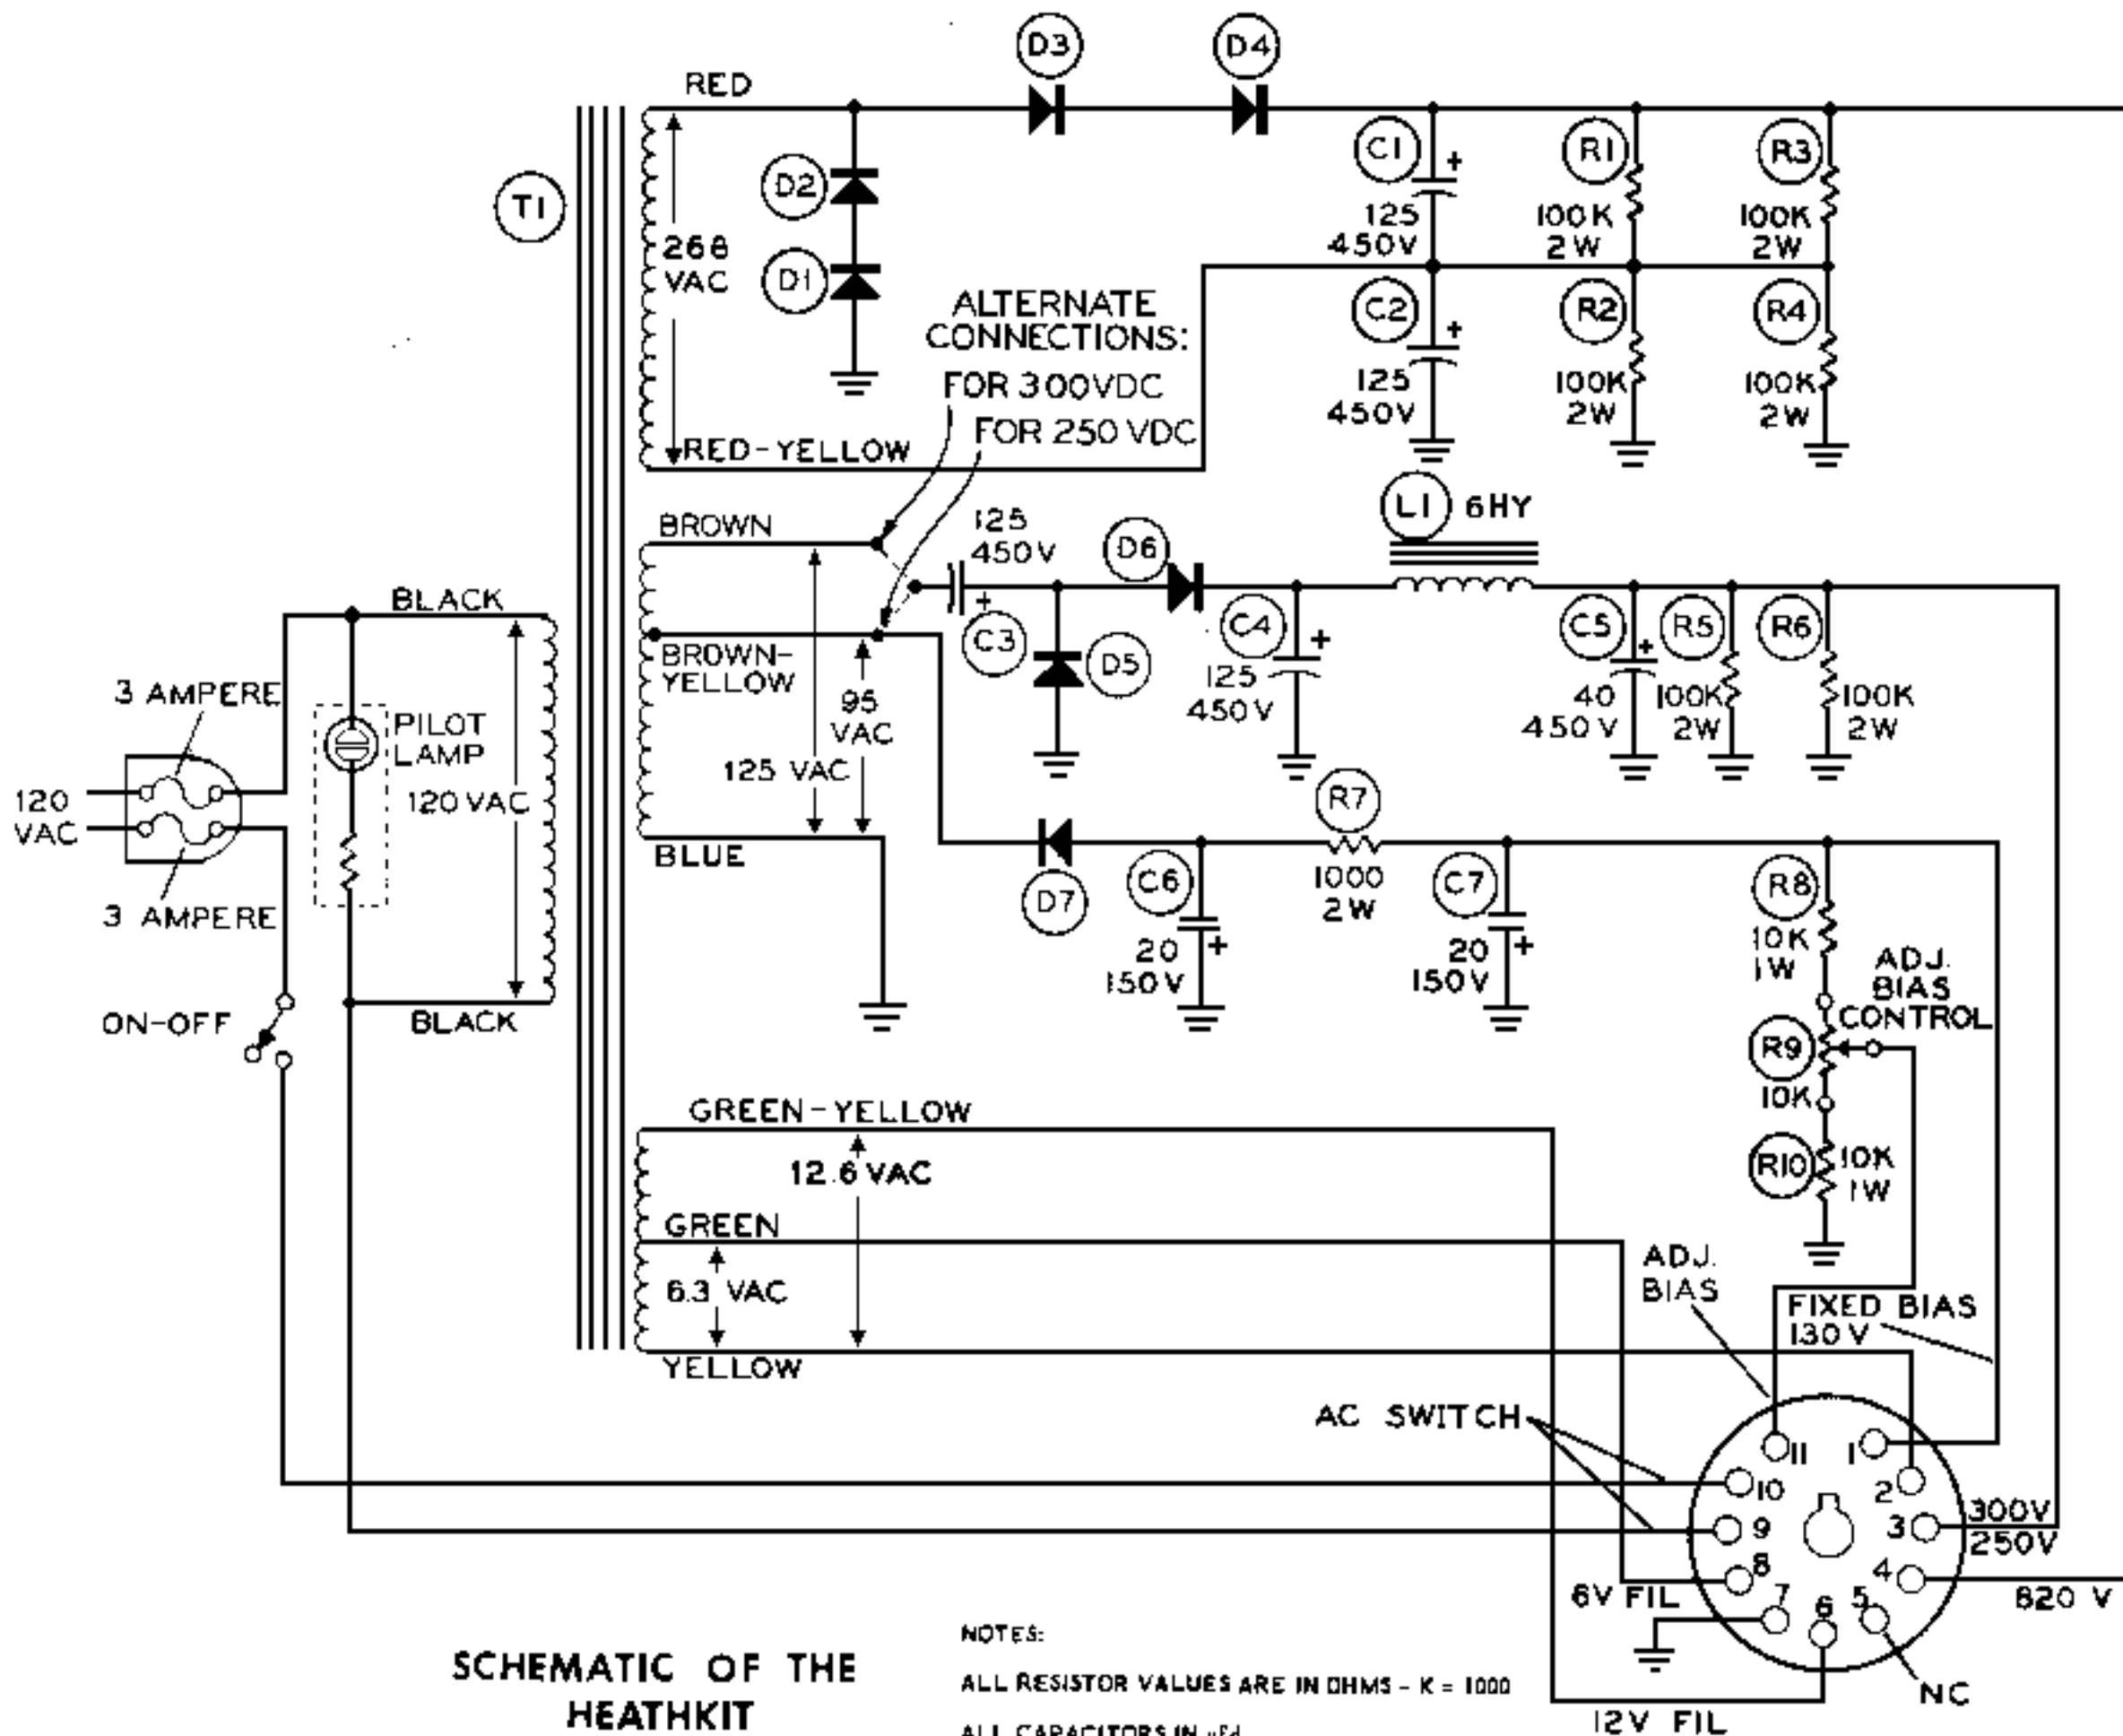 RED
D3
D4
T1
D2
D1
268
VAC
C1
+
125
450V
R1
100K
2W
R3
100K
2W
C2
+
125
450V
R2
100K
2W
R4
100K
2W
ALTERNATE
CONNECTIONS:
FOR 300VDC
FOR 250 VDC
RED-YELLOW
L1
6HY
BROWN
125
450V
+
C3
D6
D5
C4
+
125
450V
C5
+
40
450V
R5
100K
2W
R6
100K
2W
BROWN-
YELLOW
95
VAC
125 VAC
BLUE
BLACK
3 AMPERE
PILOT
LAMP
120 VAC
120
VAC
3 AMPERE
ON-OFF
BLACK
D7
C6
20
+
150V
R7
1000
2W
C7
20
+
150V
R8
10K
1W
ADJ.
BIAS
CONTROL
R9
10K
R10
10K
1W
GREEN-YELLOW
12.6 VAC
GREEN
6.3 VAC
YELLOW
ADJ.
BIAS
FIXED BIAS
130 V
AC SWITCH
11
1
10
2
9
3
8
4
7
6
5
300V
250V
820 V
6V FIL
NC
12V FIL
SCHEMATIC OF THE
HEATHKIT
NOTES:
ALL RESISTOR VALUES ARE IN OHMS - K = 1000
ALL CAPACITORS IN